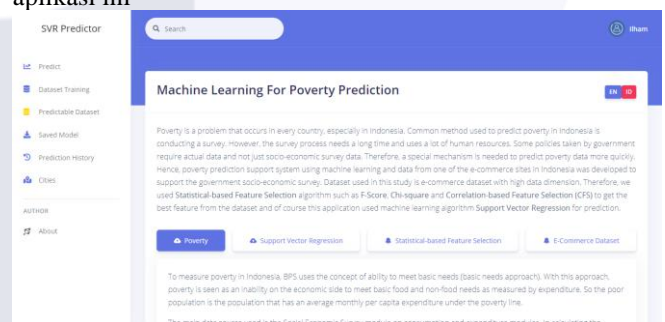 aplikasi ini
SVR Predictor
Search
Ilham
Predict
Dataset Training
Predictable Dataset
Saved Model
Prediction History
Cities
AUTHOR
About
Machine Learning For Poverty Prediction
EN ID
Poverty is a problem that occurs in every country, especially in Indonesia. Common method used to predict poverty in Indonesia is
conducting a survey. However, the survey process needs a long time and uses a lot of human resources. Some policies taken by government
require actual data and not just socio-economic survey data. Therefore, a special mechanism is needed to predict poverty data more quickly.
Hence, poverty prediction support system using machine learning and data from one of the e-commerce sites in Indonesia was developed to
support the government socio-economic survey. Dataset used in this study is e-commerce dataset with high data dimension. Therefore, we
used Statistical-based Feature Selection algorithm such as F-Score, Chi-square and Correlation-based Feature Selection (CFS) to get the
best feature from the dataset and of course this application used machine learning algorithm Support Vector Regression for prediction.
Poverty
Support Vector Regression
Statistical-based Feature Selection
E-Commerce Dataset
To measure poverty in Indonesia, BPS uses the concept of ability to meet basic needs (basic needs approach). With this approach,
poverty is seen as an inability on the economic side to meet basic food and non-food needs as measured by expenditure. So the poor
population is the population that has an average monthly per capita expenditure under the poverty line.